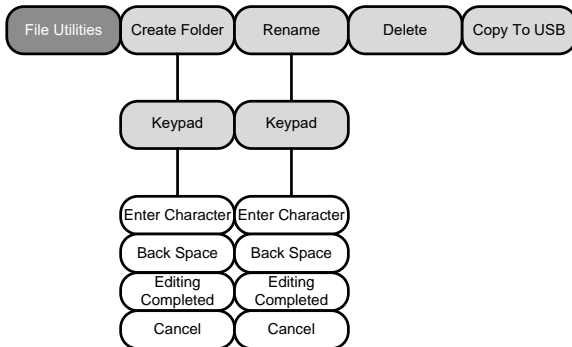 File Utilities Create Folder Rename Delete Copy To USB
Keypad Keypad
Enter Character Enter Character
Back Space Back Space
Editing Editing
Completed Completed
Cancel Cancel